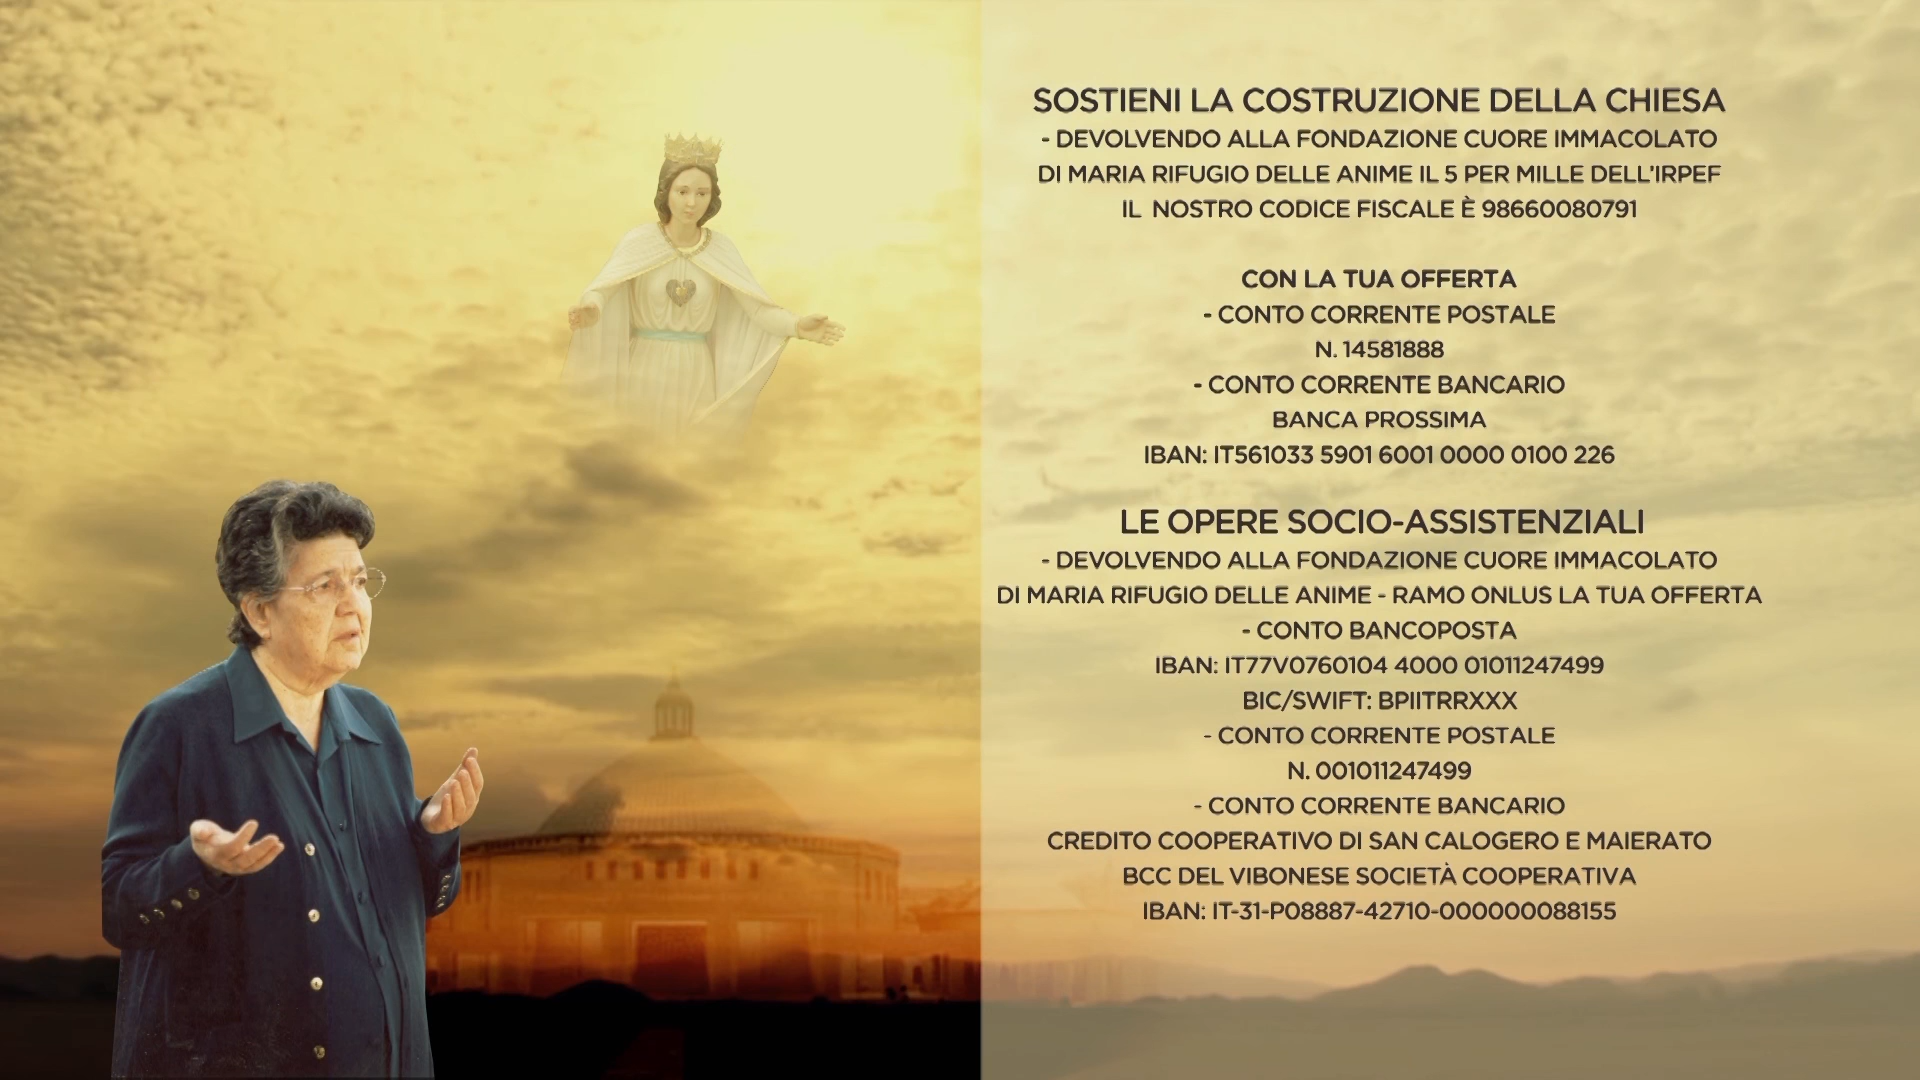 SOSTIENI LA COSTRUZIONE DELLA CHIESA
- DEVOLVENDO ALLA FONDAZIONE CUORE IMMACOLATO
DI MARIA RIFUGIO DELLE ANIME IL 5 PER MILLE DELL'IRPEF
IL NOSTRO CODICE FISCALE È 98660080791
CON LA TUA OFFERTA
- CONTO CORRENTE POSTALE
N. 14581888
- CONTO CORRENTE BANCARIO
BANCA PROSSIMA
IBAN: IT561033 5901 6001 0000 0100 226
LE OPERE SOCIO-ASSISTENZIALI
- DEVOLVENDO ALLA FONDAZIONE CUORE IMMACOLATO
DI MARIA RIFUGIO DELLE ANIME - RAMO ONLUS LA TUA OFFERTA
- CONTO BANCOPOSTA
IBAN: IT77V0760104 4000 01011247499
BIC/SWIFT: BPIITRRXXX
- CONTO CORRENTE POSTALE
N. 001011247499
- CONTO CORRENTE BANCARIO
CREDITO COOPERATIVO DI SAN CALOGERO E MAIERATO
BCC DEL VIBONESE SOCIETÀ COOPERATIVA
IBAN: IT-31-P08887-42710-000000088155